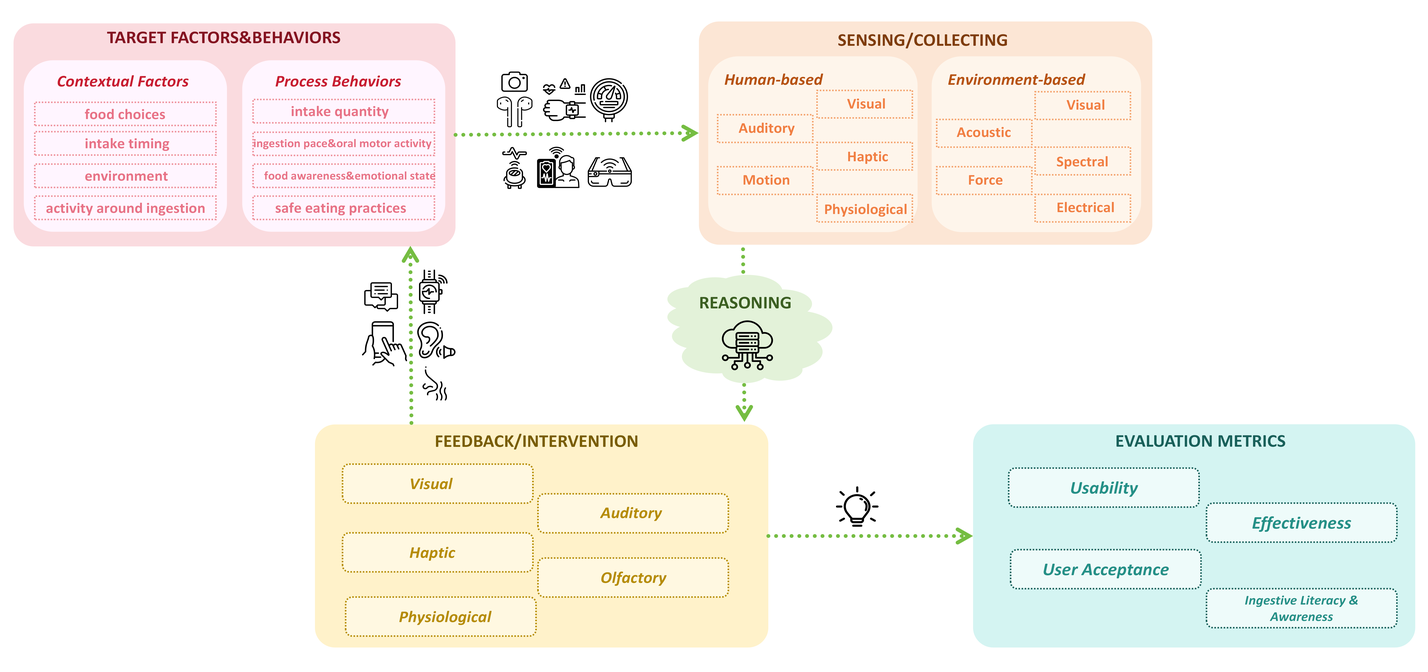 TARGET FACTORS&BEHAVIORS
Contextual Factors
food choices
intake timing
environment
activity around ingestion
Process Behaviors
intake quantity
ingestion pace&oral motor activity
food awareness&emotional state
safe eating practices
SENSING/COLLECTING
Human-based
Visual
Auditory
Haptic
Motion
Physiological
Environment-based
Visual
Acoustic
Spectral
Force
Electrical
REASONING
FEEDBACK/INTERVENTION
Visual
Auditory
Haptic
Olfactory
Physiological
EVALUATION METRICS
Usability
Effectiveness
User Acceptance
Ingestive Literacy &
Awareness